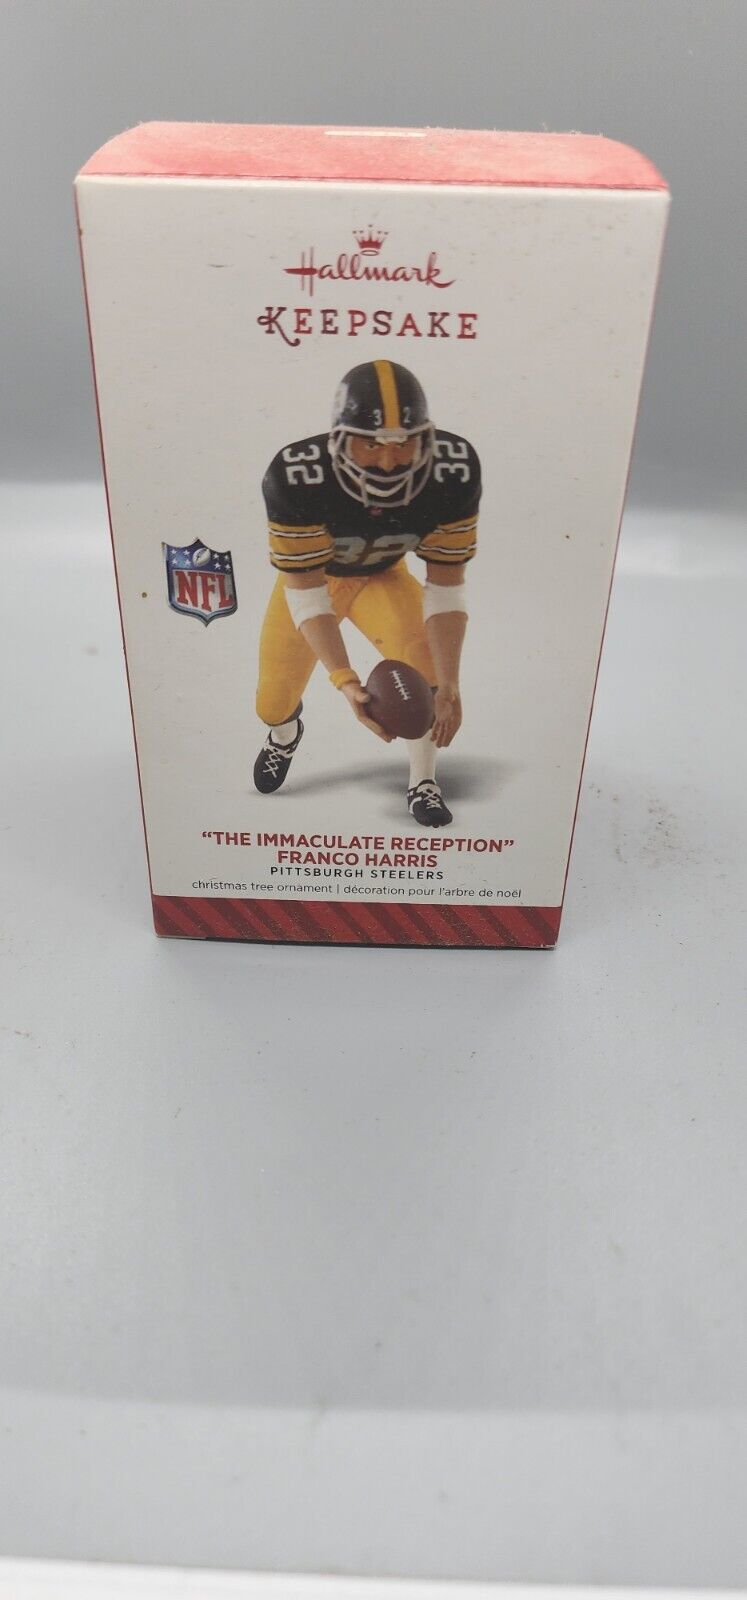 Hallmark
KEEPSAKE
32
32
32
32
NFL
"THE IMMACULATE RECEPTION"
FRANCO HARRIS
PITTSBURGH STEELERS
christmas tree ornament | décoration pour l'arbre de noël